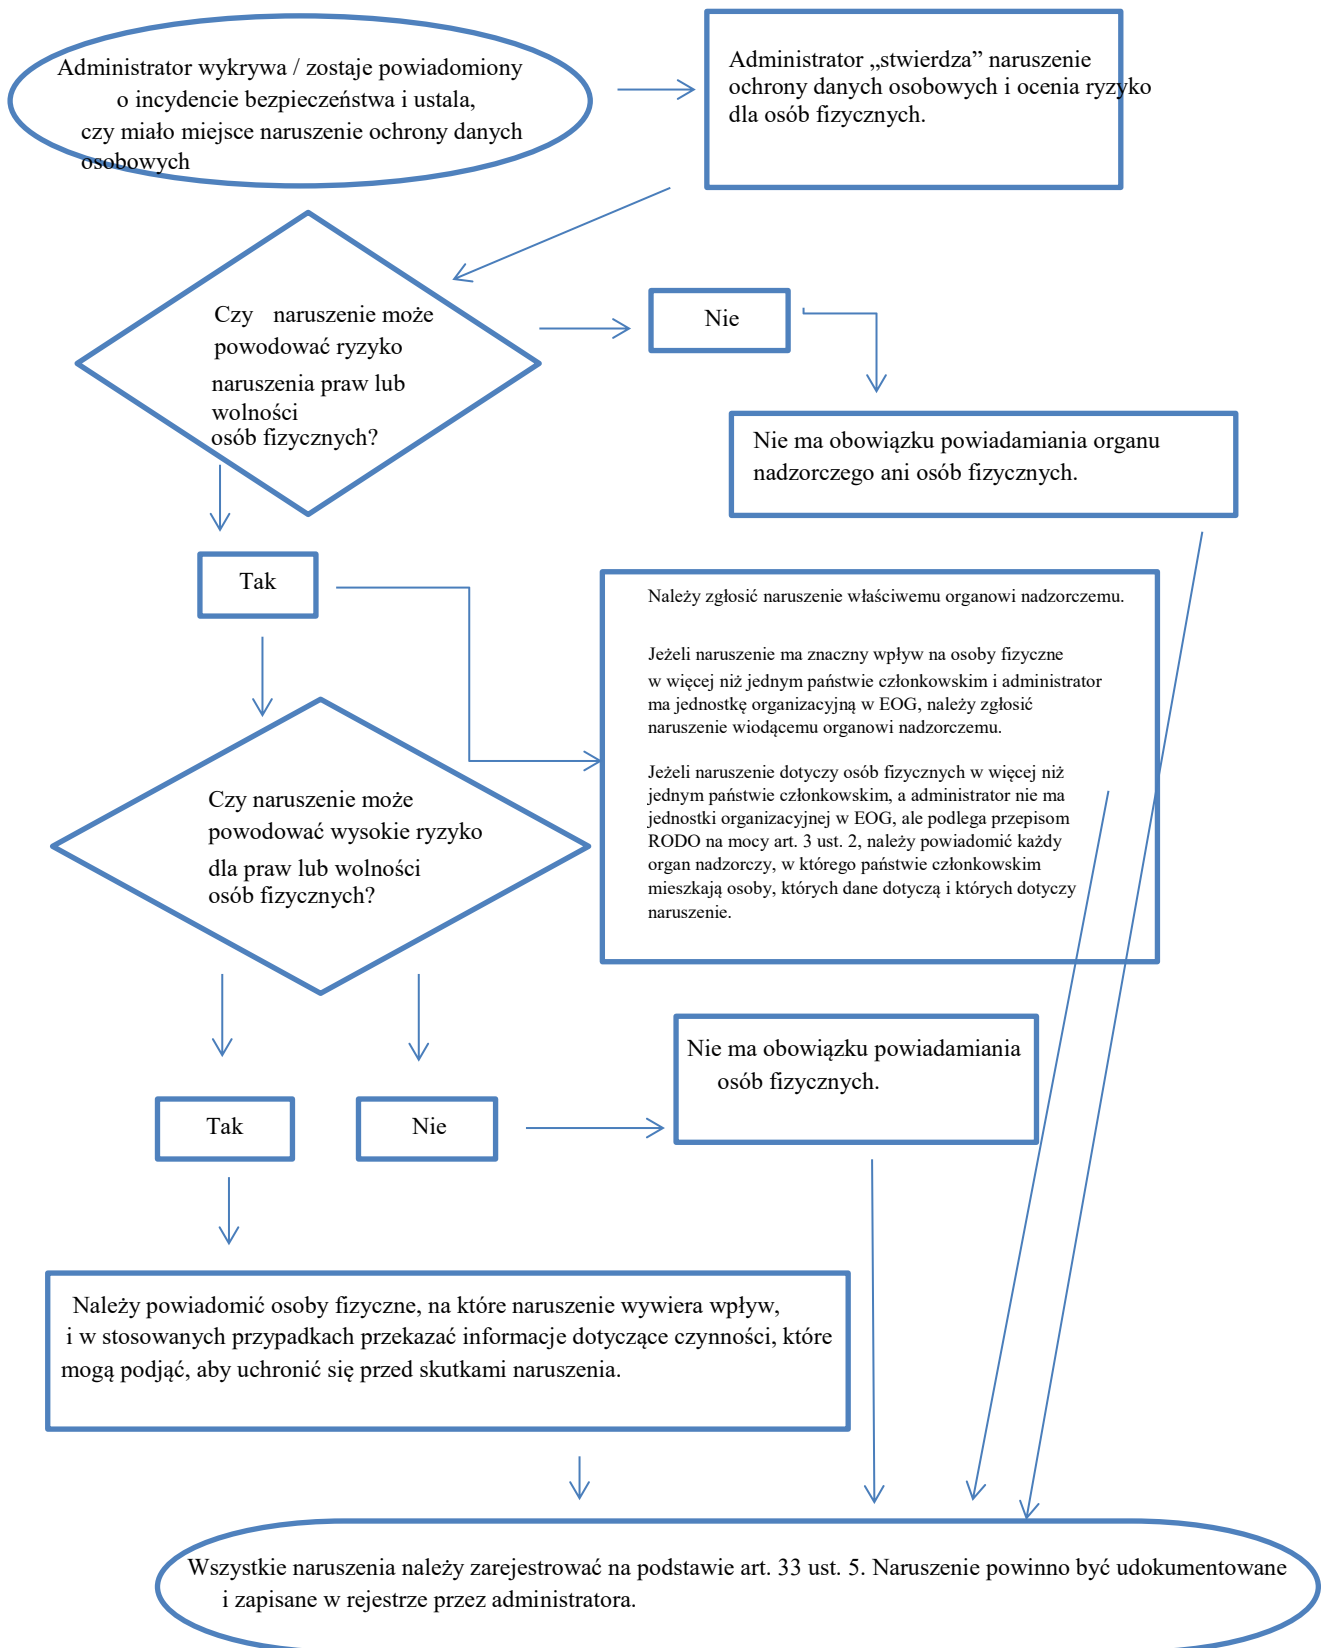 Administrator wykrywa / zostaje powiadomiony
o incydencie bezpieczeństwa i ustala,
czy miało miejsce naruszenie ochrony danych
osobowych
Administrator „stwierdza” naruszenie
ochrony danych osobowych i ocenia ryzyko
dla osób fizycznych.
Czy naruszenie może
powodować ryzyko
naruszenia praw lub
wolności
osób fizycznych?
Nie
Nie ma obowiązku powiadamiania organu
nadzorczego ani osób fizycznych.
Tak
Należy zgłosić naruszenie właściwemu organowi nadzorczemu.
Jeżeli naruszenie ma znaczny wpływ na osoby fizyczne
w więcej niż jednym państwie członkowskim i administrator
ma jednostkę organizacyjną w EOG, należy zgłosić
naruszenie wiodącemu organowi nadzorczemu.
Jeżeli naruszenie dotyczy osób fizycznych w więcej niż
jednym państwie członkowskim, a administrator nie ma
jednostki organizacyjnej w EOG, ale podlega przepisom
RODO na mocy art. 3 ust. 2, należy powiadomić każdy
organ nadzorczy, w którego państwie członkowskim
mieszkają osoby, których dane dotyczą i których dotyczy
naruszenie.
Czy naruszenie może
powodować wysokie ryzyko
dla praw lub wolności
osób fizycznych?
Nie ma obowiązku powiadamiania
osób fizycznych.
Tak
Nie
Należy powiadomić osoby fizyczne, na które naruszenie wywiera wpływ,
i w stosowanych przypadkach przekazać informacje dotyczące czynności, które
mogą podjąć, aby uchronić się przed skutkami naruszenia.
Wszystkie naruszenia należy zarejestrować na podstawie art. 33 ust. 5. Naruszenie powinno być udokumentowane
i zapisane w rejestrze przez administratora.